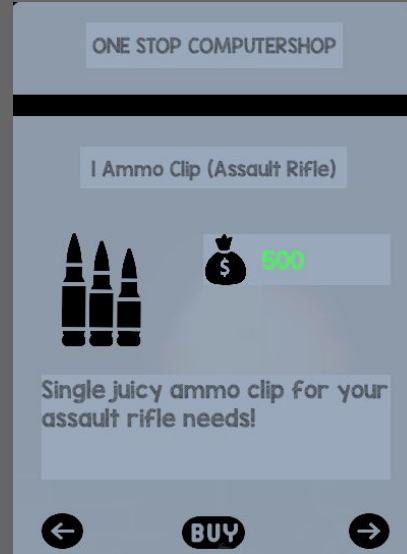 ONE STOP COMPUTERSHOP
1 Ammo Clip (Assault Rifle)
$ 500
Single juicy ammo clip for your
assault rifle needs!
BUY